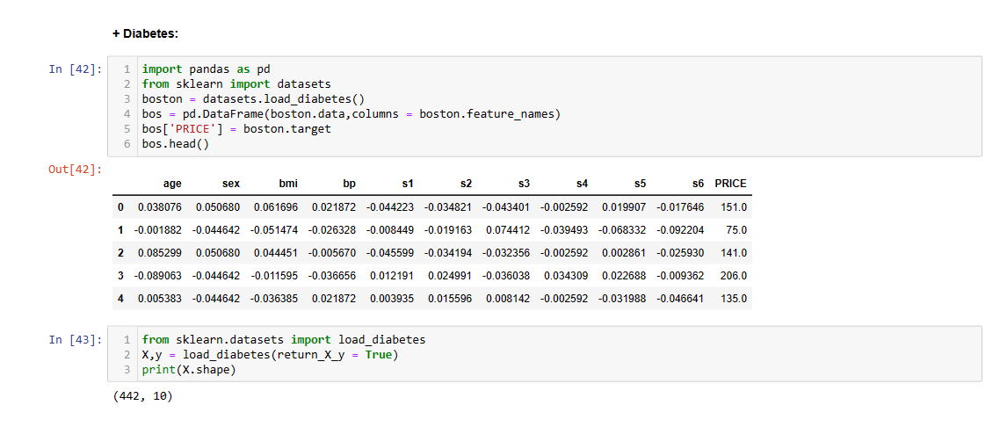 + Diabetes:
In [42]:
1 import pandas as pd
2 from sklearn import datasets
3 boston = datasets.load_diabetes()
4 bos = pd.DataFrame(boston.data,columns = boston.feature_names)
5 bos['PRICE'] = boston.target
6 bos.head()
Out[42]:
age sex bmi bp s1 s2 s3 s4 s5 s6 PRICE
0 0.038076 0.050680 0.061696 0.021872 -0.044223 -0.034821 -0.043401 -0.002592 0.019907 -0.017646 151.0
1 -0.001882 -0.044642 -0.051474 -0.026328 -0.008449 -0.019163 0.074412 -0.039493 -0.068332 -0.092204 75.0
2 0.085299 0.050680 0.044451 -0.005670 -0.045599 -0.034194 -0.032356 -0.002592 0.002861 -0.025930 141.0
3 -0.089063 -0.044642 -0.011595 -0.036656 0.012191 0.024991 -0.036038 0.034309 0.022688 -0.009362 206.0
4 0.005383 -0.044642 -0.036385 0.021872 0.003935 0.015596 0.008142 -0.002592 -0.031988 -0.046641 135.0
In [43]:
1 from sklearn.datasets import load_diabetes
2 X,y = load_diabetes(return_X_y = True)
3 print(X.shape)
(442, 10)